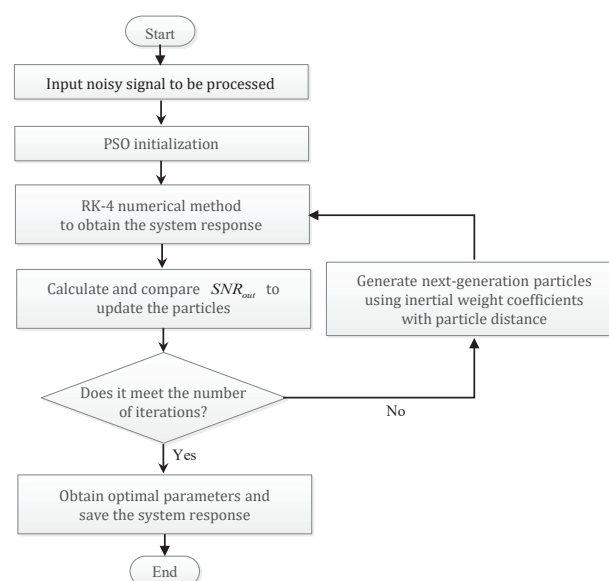 Start
Input noisy signal to be processed
PSO initialization
RK-4 numerical method
to obtain the system response
Calculate and compare SNRout to
update the particles
Generate next-generation particles
using inertial weight coefficients
with particle distance
Does it meet the number
of iterations?
No
Yes
Obtain optimal parameters and
save the system response
End